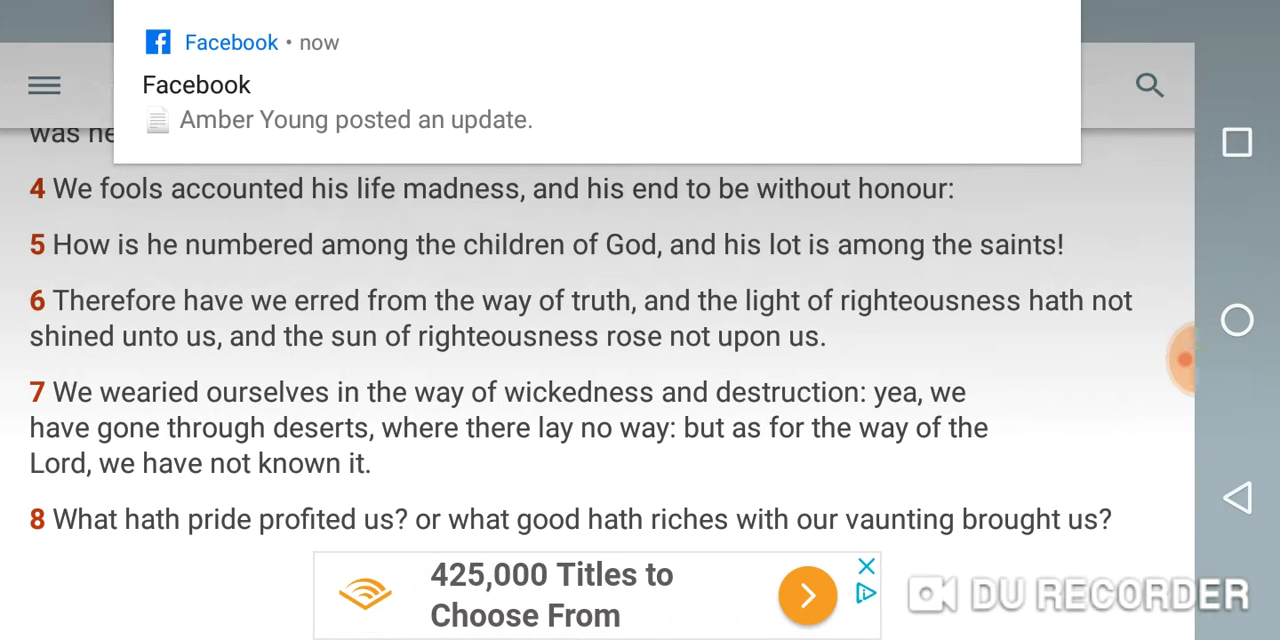 Facebook • now
Facebook
Amber Young posted an update.
was he
4 We fools accounted his life madness, and his end to be without honour:
5 How is he numbered among the children of God, and his lot is among the saints!
6 Therefore have we erred from the way of truth, and the light of righteousness hath not
shined unto us, and the sun of righteousness rose not upon us.
7 We wearied ourselves in the way of wickedness and destruction: yea, we
have gone through deserts, where there lay no way: but as for the way of the
Lord, we have not known it.
8 What hath pride profited us? or what good hath riches with our vaunting brought us?
425,000 Titles to
Choose From
DU RECORDER